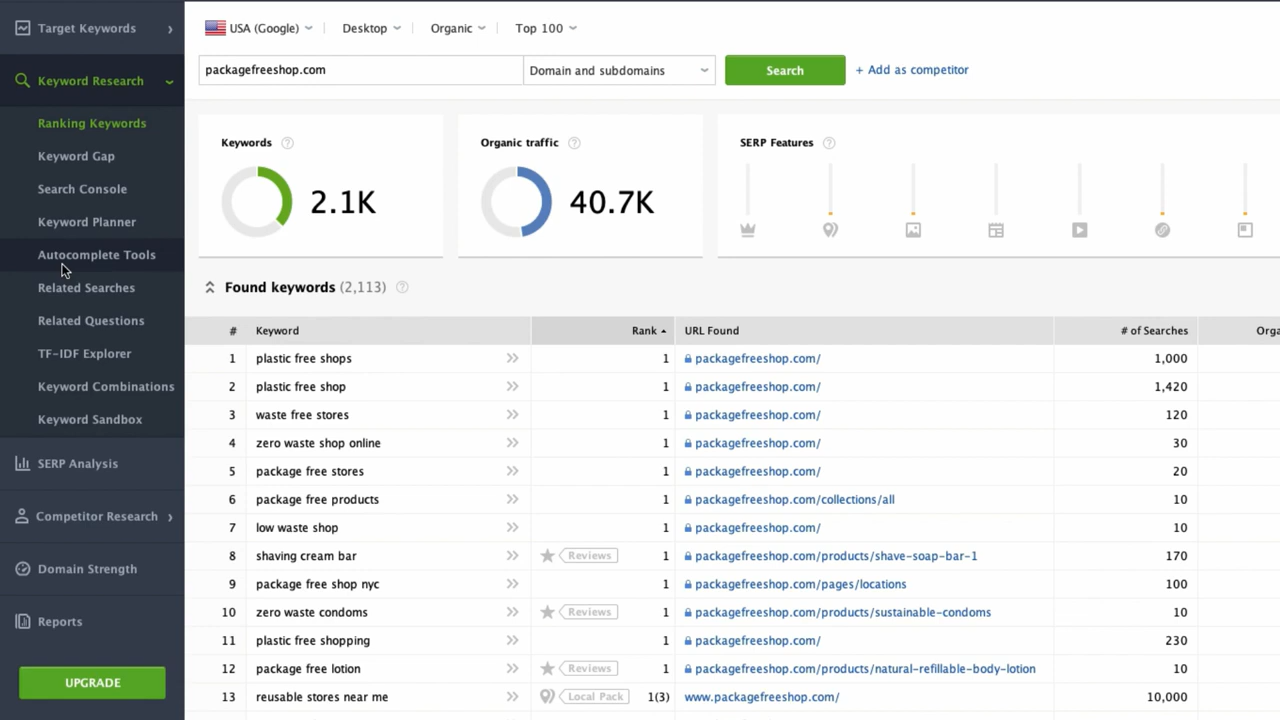 Target Keywords
Keyword Research
Ranking Keywords
Keyword Gap
Search Console
Keyword Planner
Autocomplete Tools
Related Searches
Related Questions
TF-IDF Explorer
Keyword Combinations
Keyword Sandbox
SERP Analysis
Competitor Research
Domain Strength
Reports
UPGRADE
USA (Google) Desktop Organic Top 100
packagefreeshop.com Domain and subdomains Search + Add as competitor
Keywords ? Organic traffic ? SERP Features ?
2.1K 40.7K
Found keywords (2,113) ?
# Keyword Rank URL Found # of Searches Orga
1 plastic free shops 1 packagefreeshop.com/ 1,000
2 plastic free shop 1 packagefreeshop.com/ 1,420
3 waste free stores 1 packagefreeshop.com/ 120
4 zero waste shop online 1 packagefreeshop.com/ 30
5 package free stores 1 packagefreeshop.com/ 20
6 package free products 1 packagefreeshop.com/collections/all 10
7 low waste shop 1 packagefreeshop.com/ 10
8 shaving cream bar Reviews 1 packagefreeshop.com/products/shave-soap-bar-1 170
9 package free shop nyc 1 packagefreeshop.com/pages/locations 100
10 zero waste condoms Reviews 1 packagefreeshop.com/products/sustainable-condoms 10
11 plastic free shopping 1 packagefreeshop.com/ 230
12 package free lotion Reviews 1 packagefreeshop.com/products/natural-refillable-body-lotion 10
13 reusable stores near me Local Pack 1(3) www.packagefreeshop.com/ 10,000